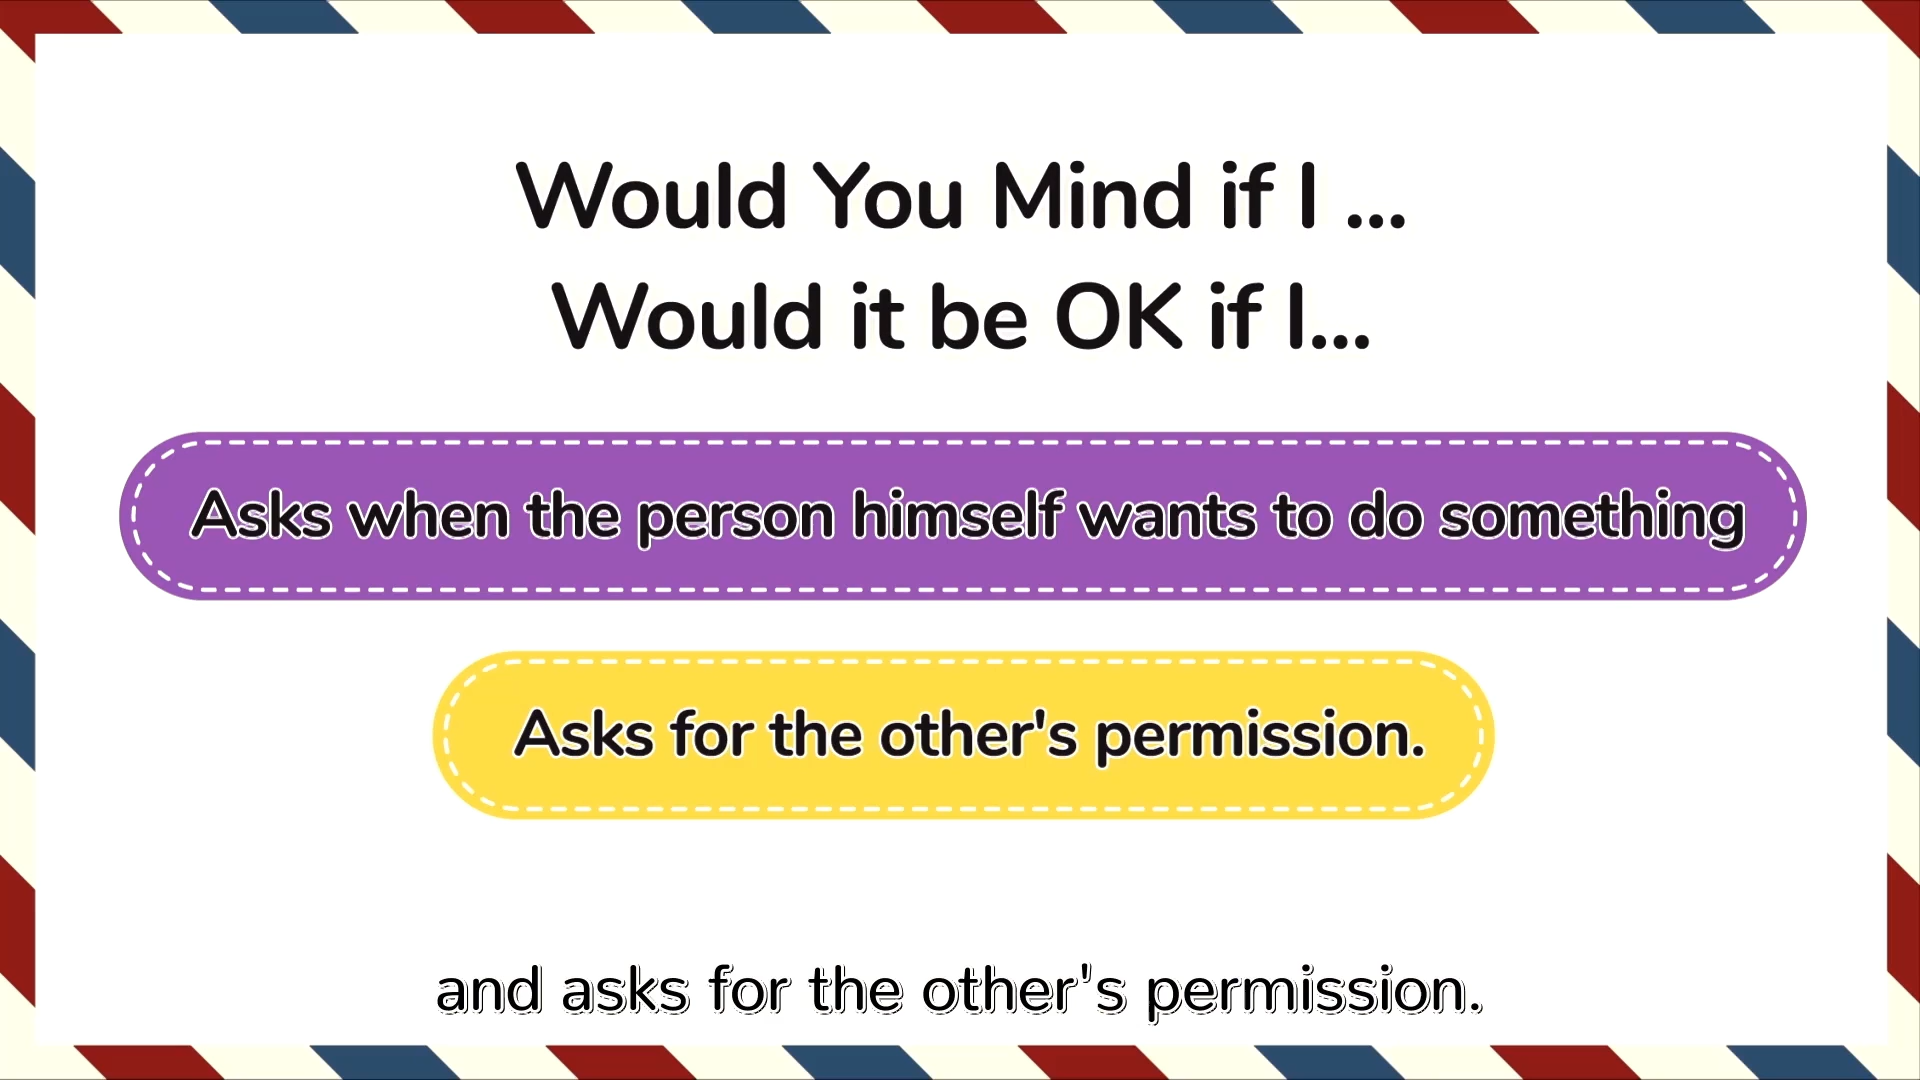 Would You Mind if I ...
Would it be OK if I...
Asks when the person himself wants to do something
Asks for the other's permission.
and asks for the other's permission.